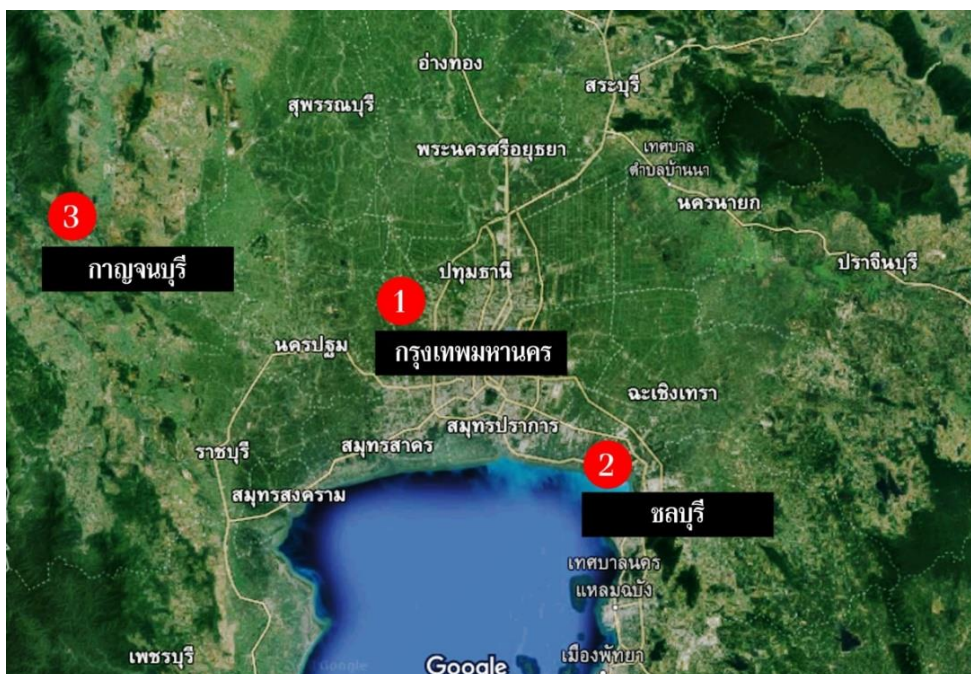 อ่างทอง
สระบุรี
สุพรรณบุรี
พระนครศรีอยุธยา
เทศบาล
ตำบลบ้านนา
นครนายก
3
กาญจนบุรี
ปทุมธานี
ปราจีนบุรี
1
กรุงเทพมหานคร
นครปฐม
ฉะเชิงเทรา
สมุทรปราการ
สมุทรสาคร
ราชบุรี
2
ชลบุรี
สมุทรสงคราม
เทศบาลนคร
แหลมฉบัง
เพชรบุรี
เมืองพัทยา
Google
Google